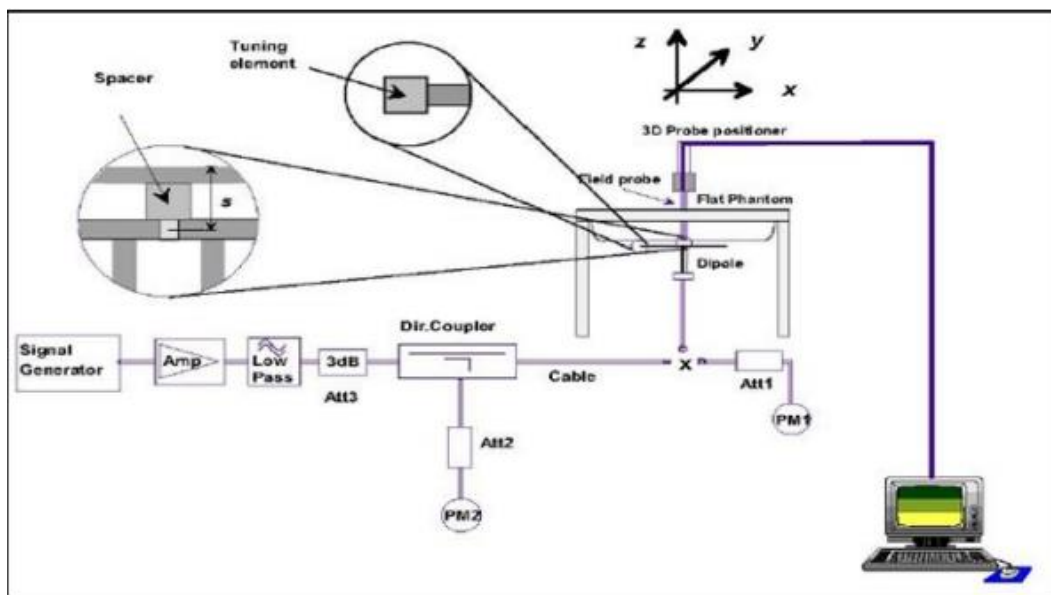 Tuning
element
Spacer
s
z
y
x
3D Probe positioner
Field probe
Flat Phantom
Dipole
Signal
Generator
Amp
Low
Pass
3dB
Att3
Dir.Coupler
Cable
x
Att1
PM1
Att2
PM2